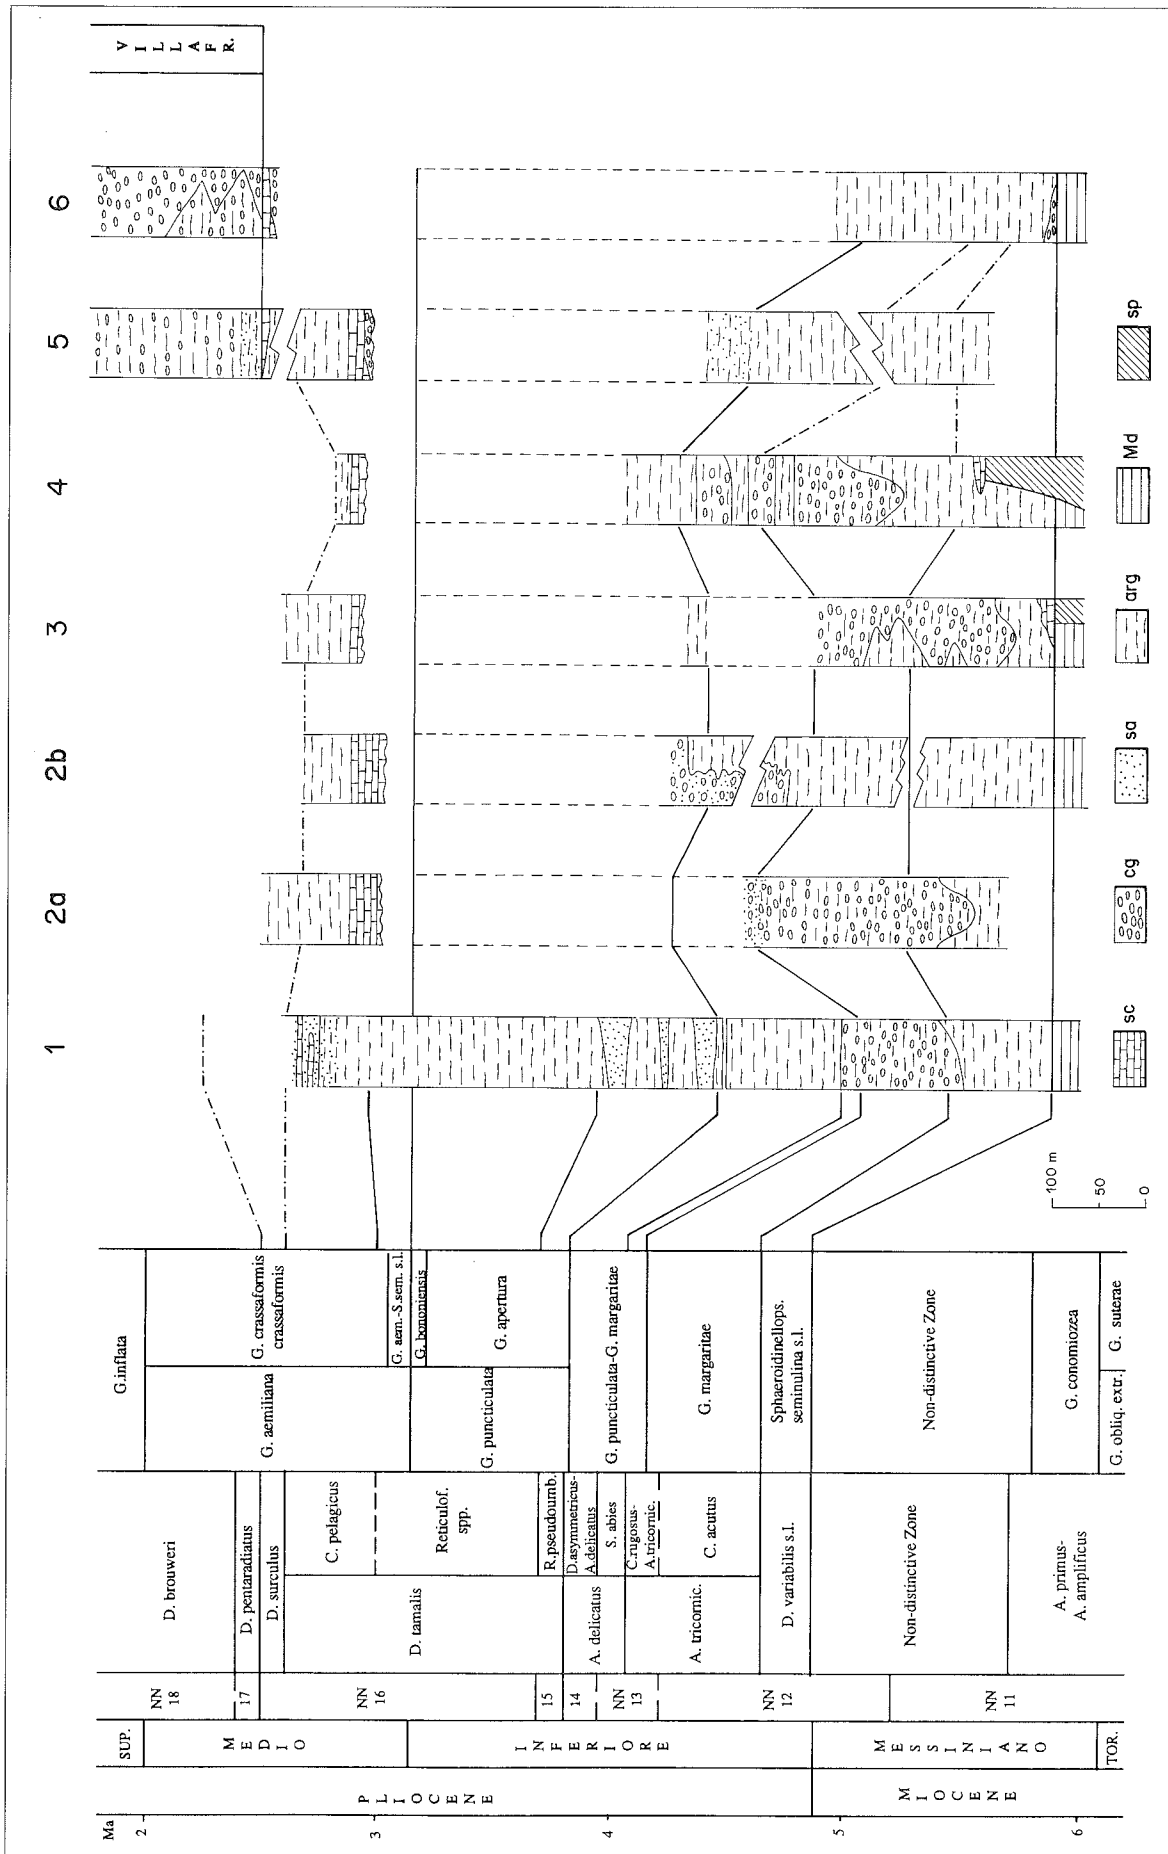 1
2a
2b
3
4
5
6
VILLAFR.
Ma
2
3
4
5
6
PLIOCENE
MIOCENE
SUP.
MEDIO
INFERIORE
MESSINIANO
TOR.
NN
18
17
NN
16
15
14
NN
13
NN
12
NN
11
D. brouweri
D. pentaradiatus
D. surculus
D. tamalis
C. pelagicus
Reticulof.
spp.
R.pseudoumb.
D.asymmetricus-
A.delicatus
A. delicatus
S. abies
C.rugosus-
A.tricornic.
A. tricornic.
C. acutus
D. variabilis s.l.
Non-distinctive Zone
A. primus-
A. amplificus
G.inflata
G. aemiliana
G. crassaformis
crassaformis
G. aem.-S.sem. s.l.
G. bononiensis
G. puncticulata
G. apertura
G. puncticulata-G. margaritae
G. margaritae
Sphaeroidinellops.
seminulina s.l.
Non-distinctive Zone
G. conomiozea
G. obliq. extr.
G. suterae
100 m
50
0
sc
cg
sa
arg
Md
sp